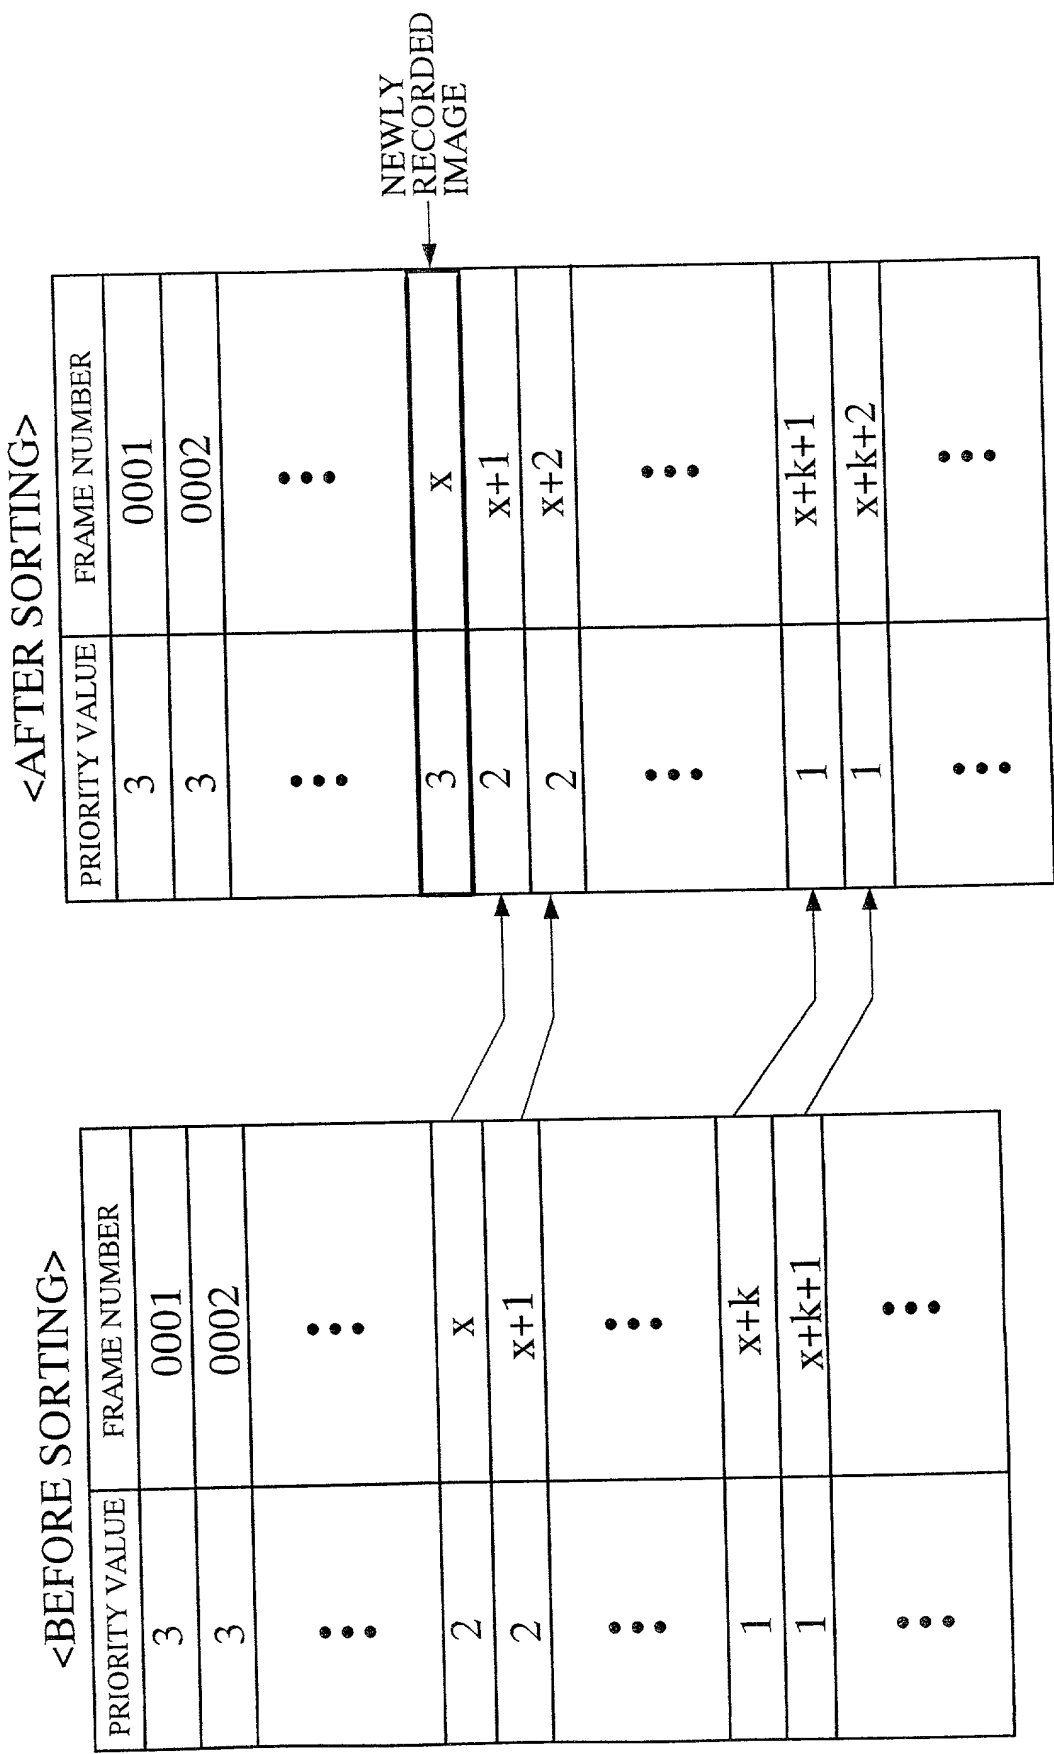 <BEFORE SORTING>
PRIORITY VALUE FRAME NUMBER
3 0001
3 0002
••• •••
2 x
2 x+1
••• •••
1 x+k
1 x+k+1
••• •••
<AFTER SORTING>
PRIORITY VALUE FRAME NUMBER
3 0001
3 0002
••• •••
3 x
2 x+1
2 x+2
••• •••
1 x+k+1
1 x+k+2
••• •••
NEWLY
RECORDED
IMAGE